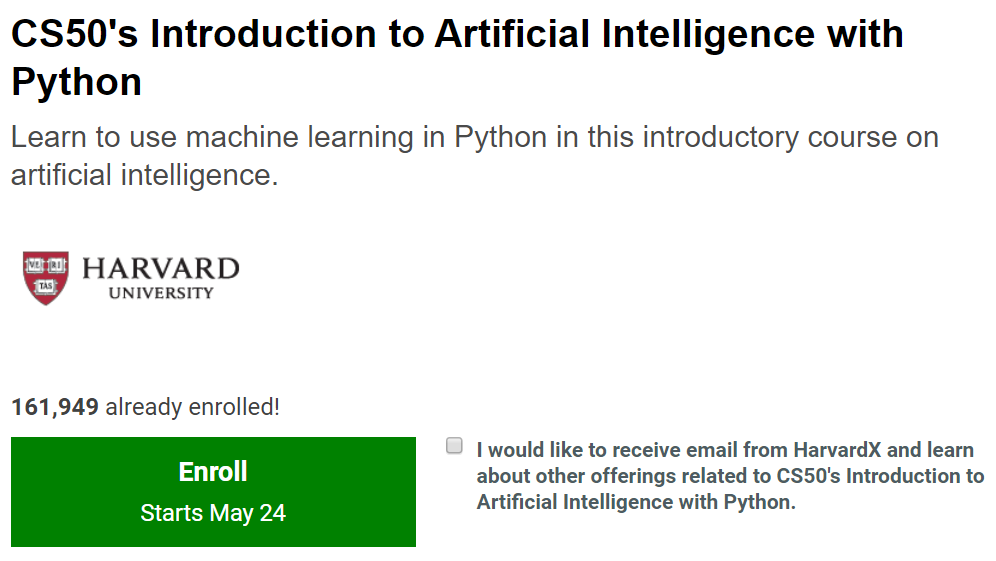 CS50's Introduction to Artificial Intelligence with
Python
Learn to use machine learning in Python in this introductory course on
artificial intelligence.
VE RI
TAS
HARVARD
UNIVERSITY
161,949 already enrolled!
Enroll
Starts May 24
I would like to receive email from HarvardX and learn
about other offerings related to CS50's Introduction to
Artificial Intelligence with Python.